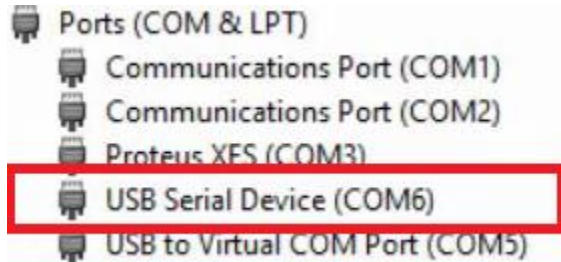 Ports (COM & LPT)
Communications Port (COM1)
Communications Port (COM2)
Proteus XES (COM3)
USB Serial Device (COM6)
USB to Virtual COM Port (COM5)